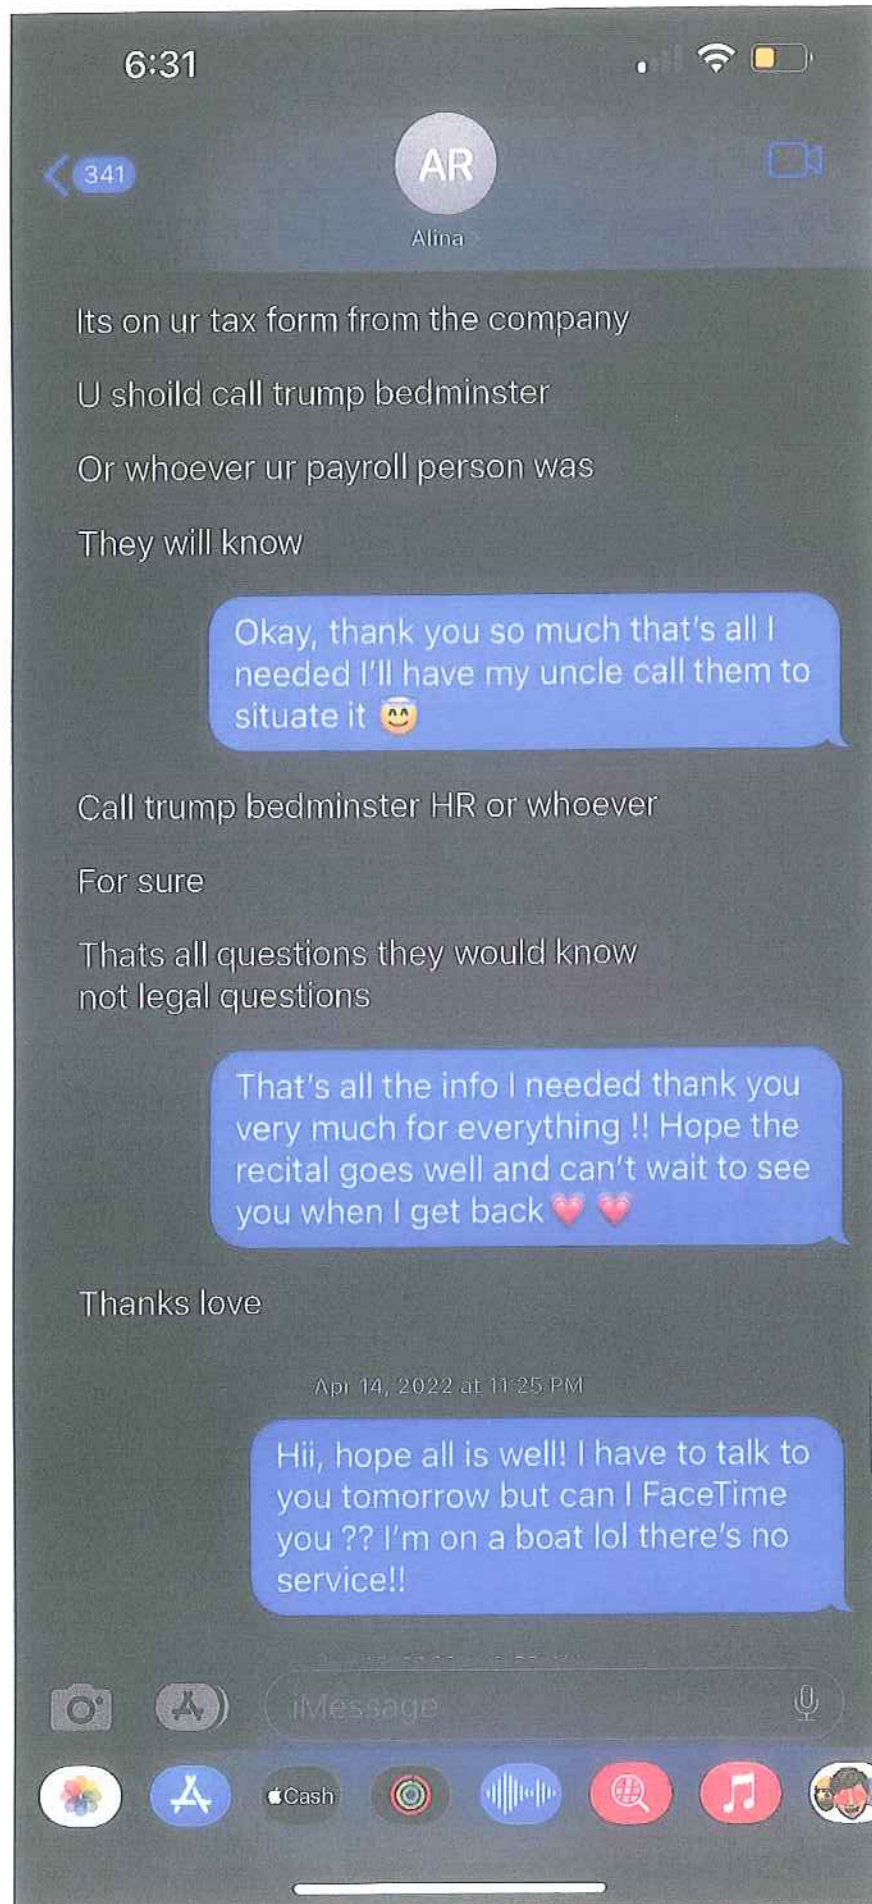 6:31
341
AR
Alina
Its on ur tax form from the company
U shoild call trump bedminster
Or whoever ur payroll person was
They will know
Okay, thank you so much that's all I
needed I'll have my uncle call them to
situate it 😇
Call trump bedminster HR or whoever
For sure
Thats all questions they would know
not legal questions
That's all the info I needed thank you
very much for everything !! Hope the
recital goes well and can't wait to see
you when I get back 💗 💗
Thanks love
Apr 14, 2022 at 11:25 PM
Hii, hope all is well! I have to talk to
you tomorrow but can I FaceTime
you ?? I'm on a boat lol there's no
service!!
iMessage
Cash